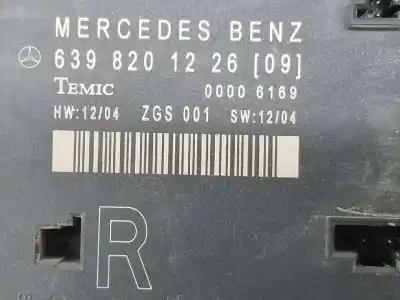 MERCEDES BENZ
639 820 12 26 [09]
TEMIC 0000 6169
HW:12/04 ZGS 001 SW:12/04
R